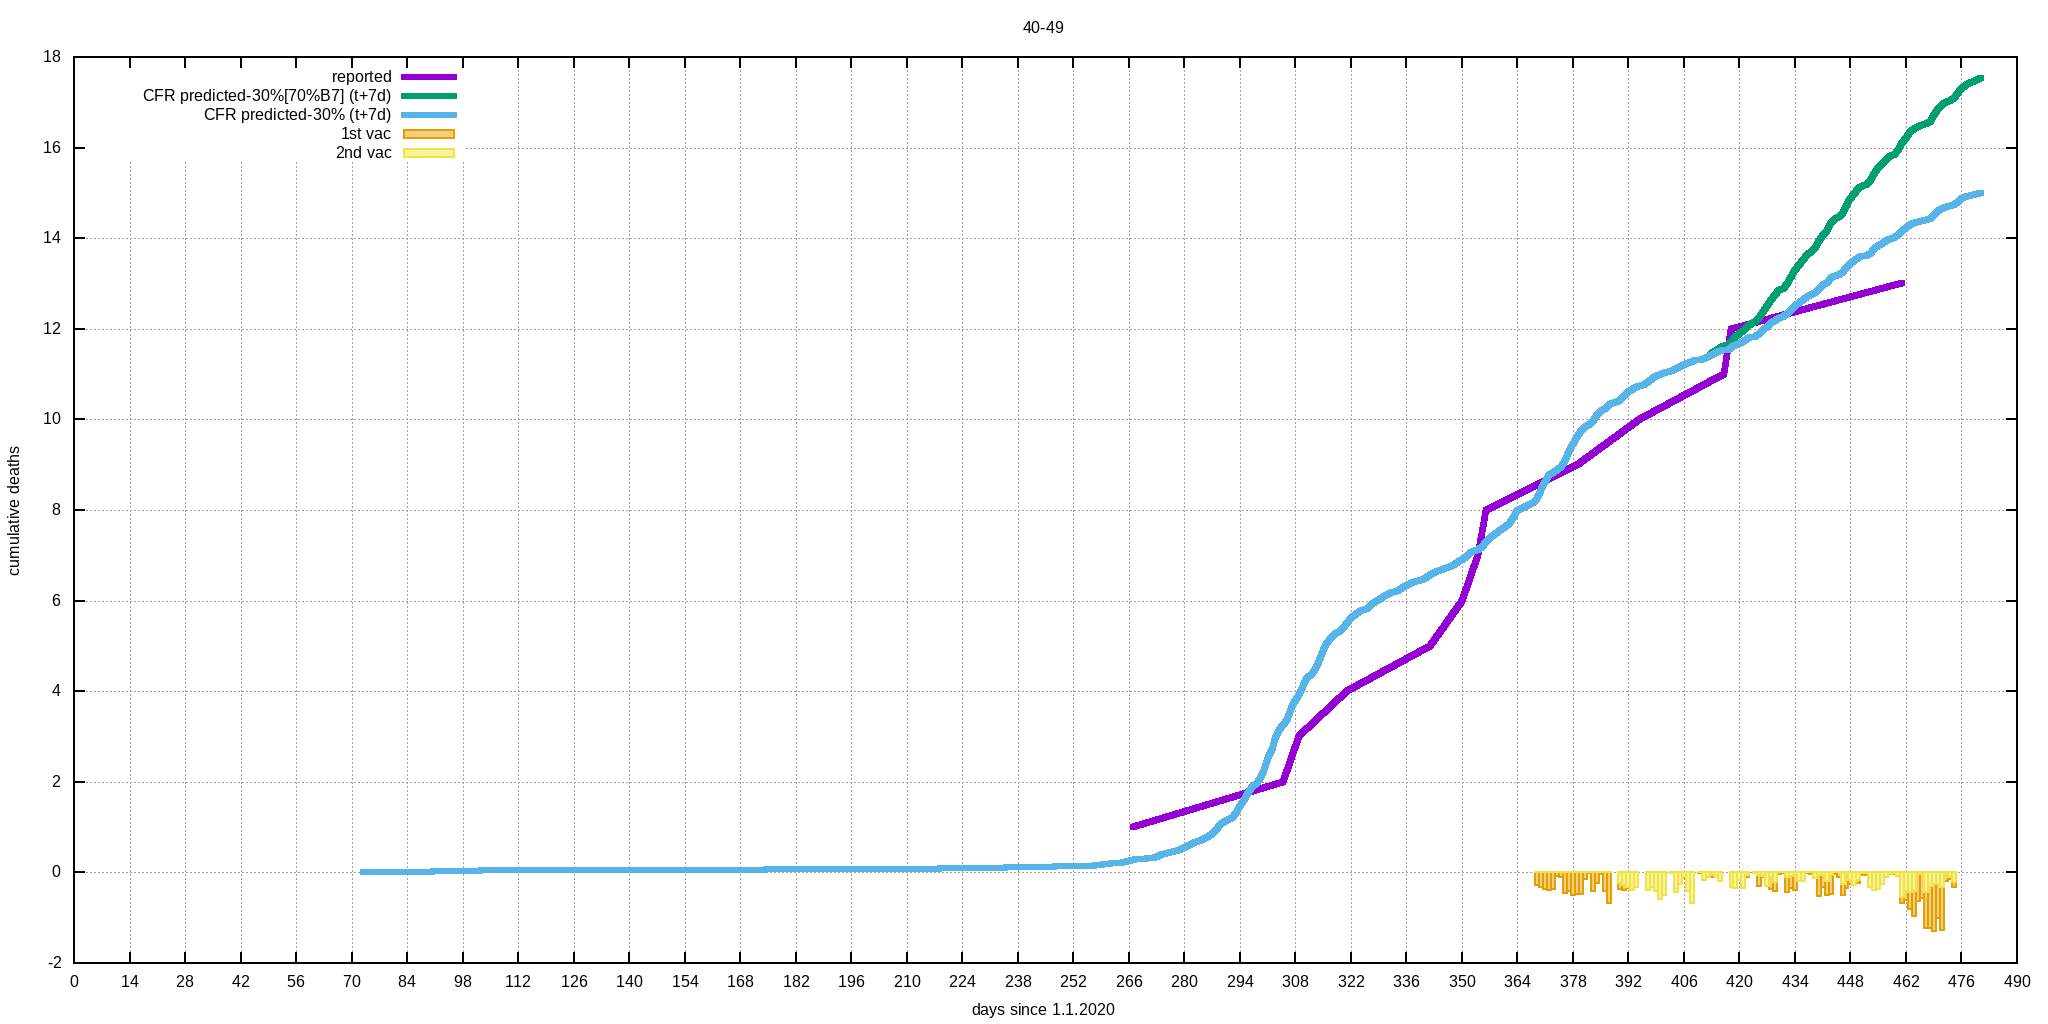 40-49
18
16
14
12
10
8
6
4
2
0
-2
cumulative deaths
reported
CFR predicted-30%[70%B7] (t+7d)
CFR predicted-30% (t+7d)
1st vac
2nd vac
0 14 28 42 56 70 84 98 112 126 140 154 168 182 196 210 224 238 252 266 280 294 308 322 336 350 364 378 392 406 420 434 448 462 476 490
days since 1.1.2020